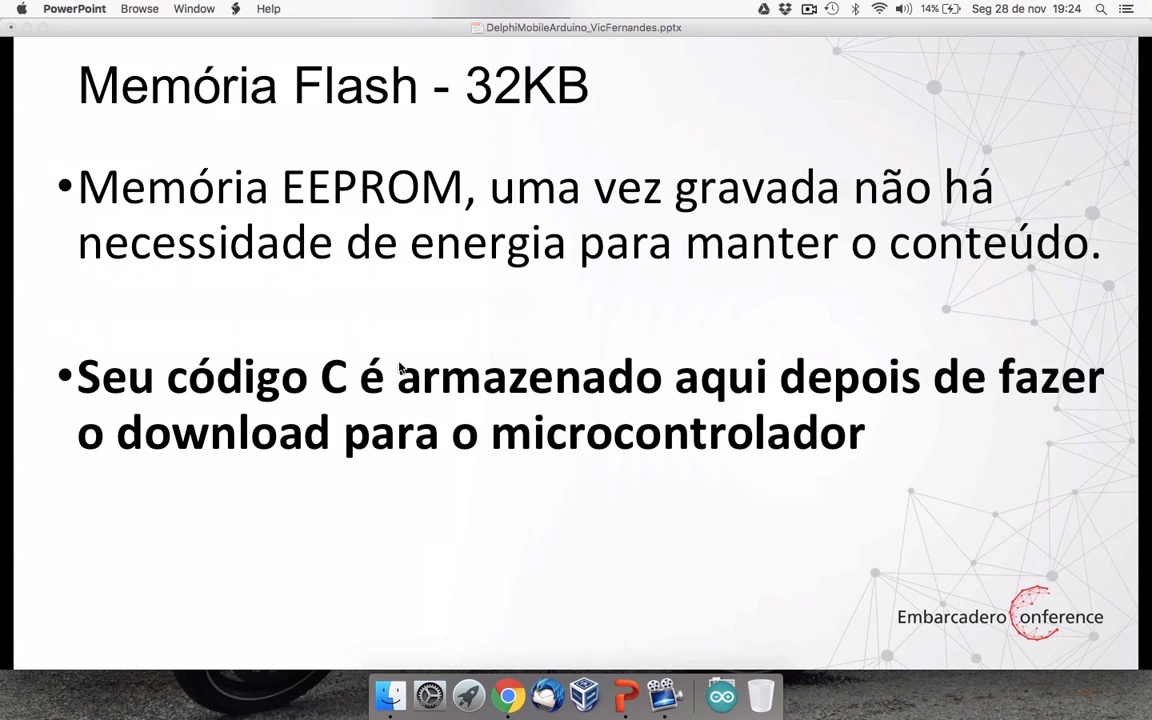 PowerPoint Browse Window Help 14% Seg 28 de nov 19:24
DelphiMobileArduino_VicFernandes.pptx
Memória Flash - 32KB
•Memória EEPROM, uma vez gravada não há
necessidade de energia para manter o conteúdo.
•Seu código C é armazenado aqui depois de fazer
o download para o microcontrolador
Embarcadero Conference